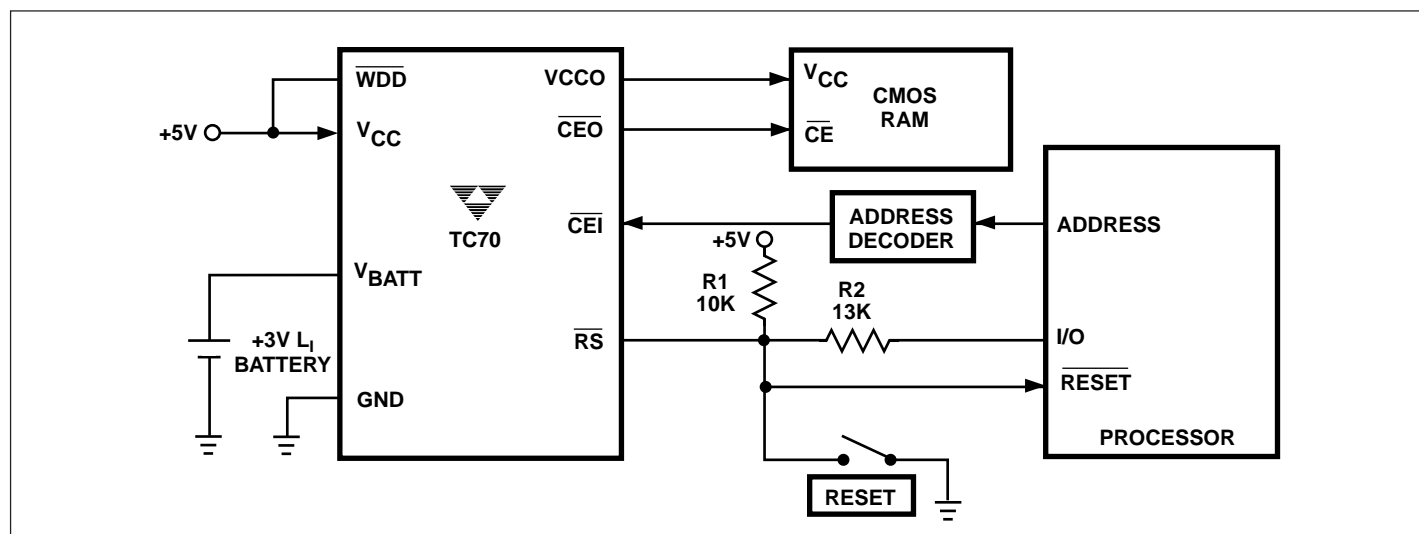 WDD
VCCO
VCC
CMOS
RAM
+5V
VCC
CEO
CE
TC70
CEI
ADDRESS
DECODER
ADDRESS
+5V
R1
10K
R2
13K
VBATT
RS
I/O
+3V LI
BATTERY
RESET
GND
PROCESSOR
RESET